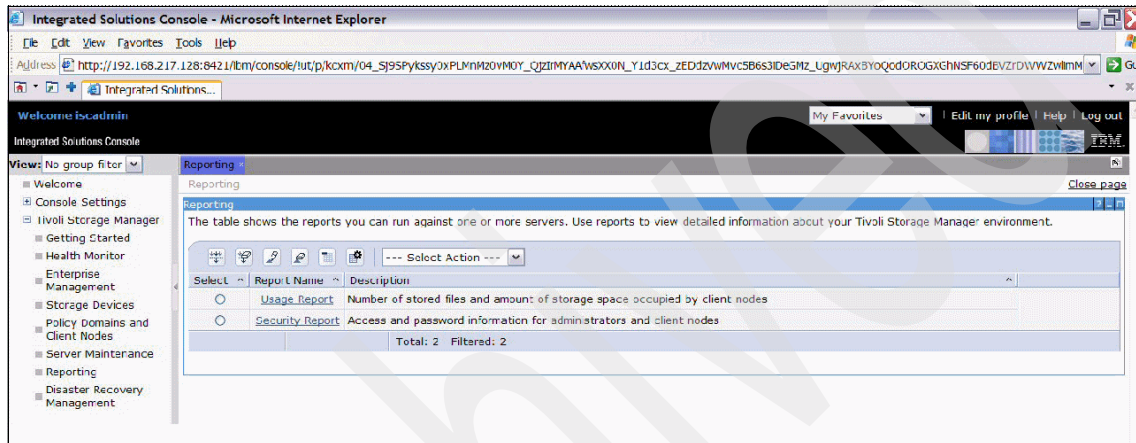 Integrated Solutions Console - Microsoft Internet Explorer
File Edit View Favorites Tools Help
Address
Integrated Solutions...
Welcome iscadmin
My Favorites | Edit my profile | Help | Log out
Integrated Solutions Console
IBM.
View: No group filter
Reporting
Welcome
Reporting
Close page
Console Settings
Reporting
Tivoli Storage Manager
The table shows the reports you can run against one or more servers. Use reports to view detailed information about your Tivoli Storage Manager environment.
Getting Started
Health Monitor
--- Select Action ---
Enterprise
Management
Select Report Name Description
Storage Devices
Usage Report Number of stored files and amount of storage space occupied by client nodes
Policy Domains and
Client Nodes
Security Report Access and password information for administrators and client nodes
Total: 2 Filtered: 2
Server Maintenance
Reporting
Disaster Recovery
Management